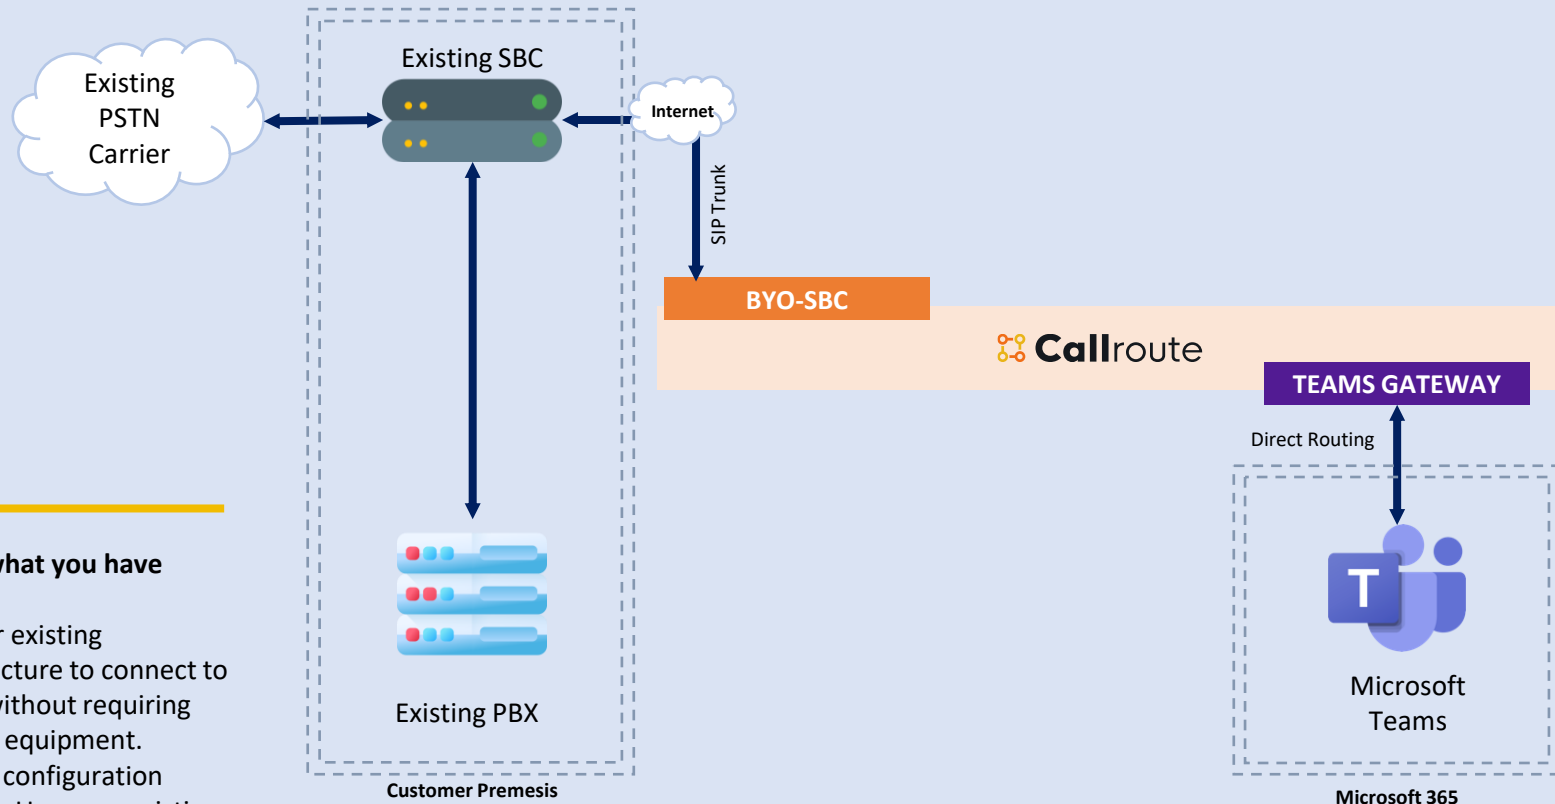 Existing
PSTN
Carrier
Existing SBC
Internet
SIP Trunk
BYO-SBC
Callroute
TEAMS GATEWAY
Direct Routing
T
Microsoft
Teams
Microsoft 365
Existing PBX
Customer Premesis
what you have
existing
cture to connect to
without requiring
equipment.
configuration